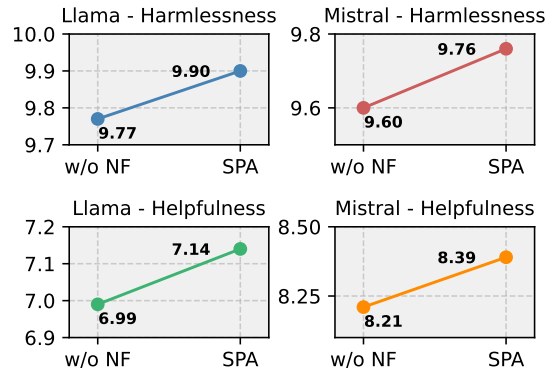 Llama - Harmlessness
10.0
9.9
9.8
9.7
9.90
9.77
w/o NF
SPA
Mistral - Harmlessness
9.8
9.6
9.76
9.60
w/o NF
SPA
Llama - Helpfulness
7.2
7.1
7.0
6.9
7.14
6.99
w/o NF
SPA
Mistral - Helpfulness
8.50
8.25
8.39
8.21
w/o NF
SPA